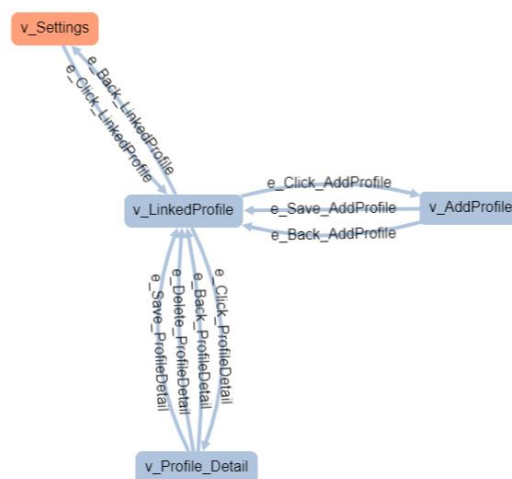 v_Settings
e_Back_LinkedProfile
e_Click_LinkedProfile
e_Click_AddProfile
v_LinkedProfile
e_Save_AddProfile
v_AddProfile
e_Back_AddProfile
e_Save_ProfileDetail
e_Delete_ProfileDetail
e_Back_ProfileDetail
e_Click_ProfileDetail
v_Profile_Detail